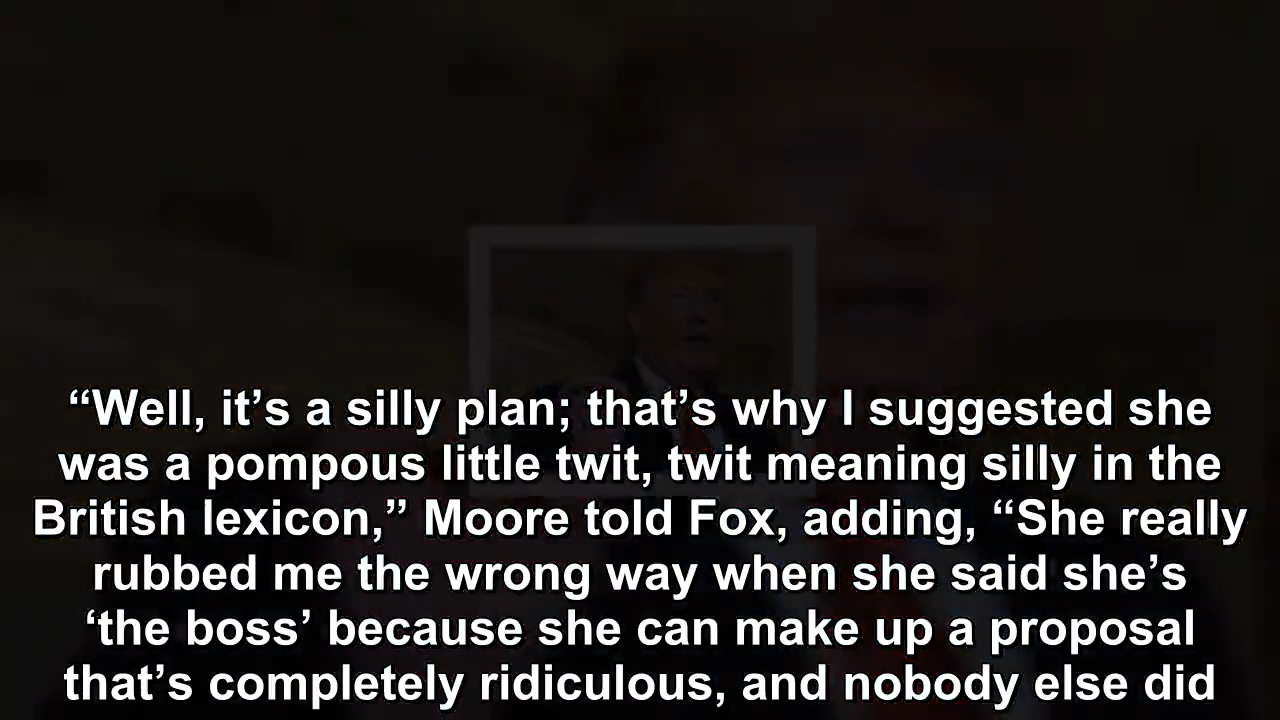 “Well, it’s a silly plan; that’s why I suggested she
was a pompous little twit, twit meaning silly in the
British lexicon,” Moore told Fox, adding, “She really
rubbed me the wrong way when she said she’s
‘the boss’ because she can make up a proposal
that’s completely ridiculous, and nobody else did